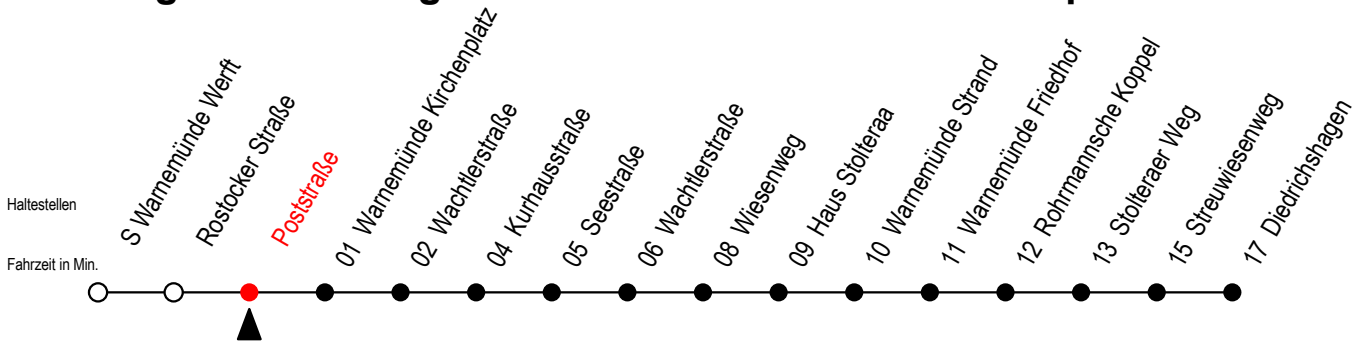 Haltestellen
Fahrzeit in Min.
S Warnemünde Werft
Rostocker Straße
Poststraße
01 Warnemünde Kirchenplatz
02 Wachtlerstraße
04 Kurhausstraße
05 Seestraße
06 Wachtlerstraße
08 Wiesenweg
09 Haus Stolteraa
10 Warnemünde Strand
11 Warnemünde Friedhof
12 Rohrmannsche Koppel
13 Stolteraer Weg
15 Streuwiesenweg
17 Diedrichshagen